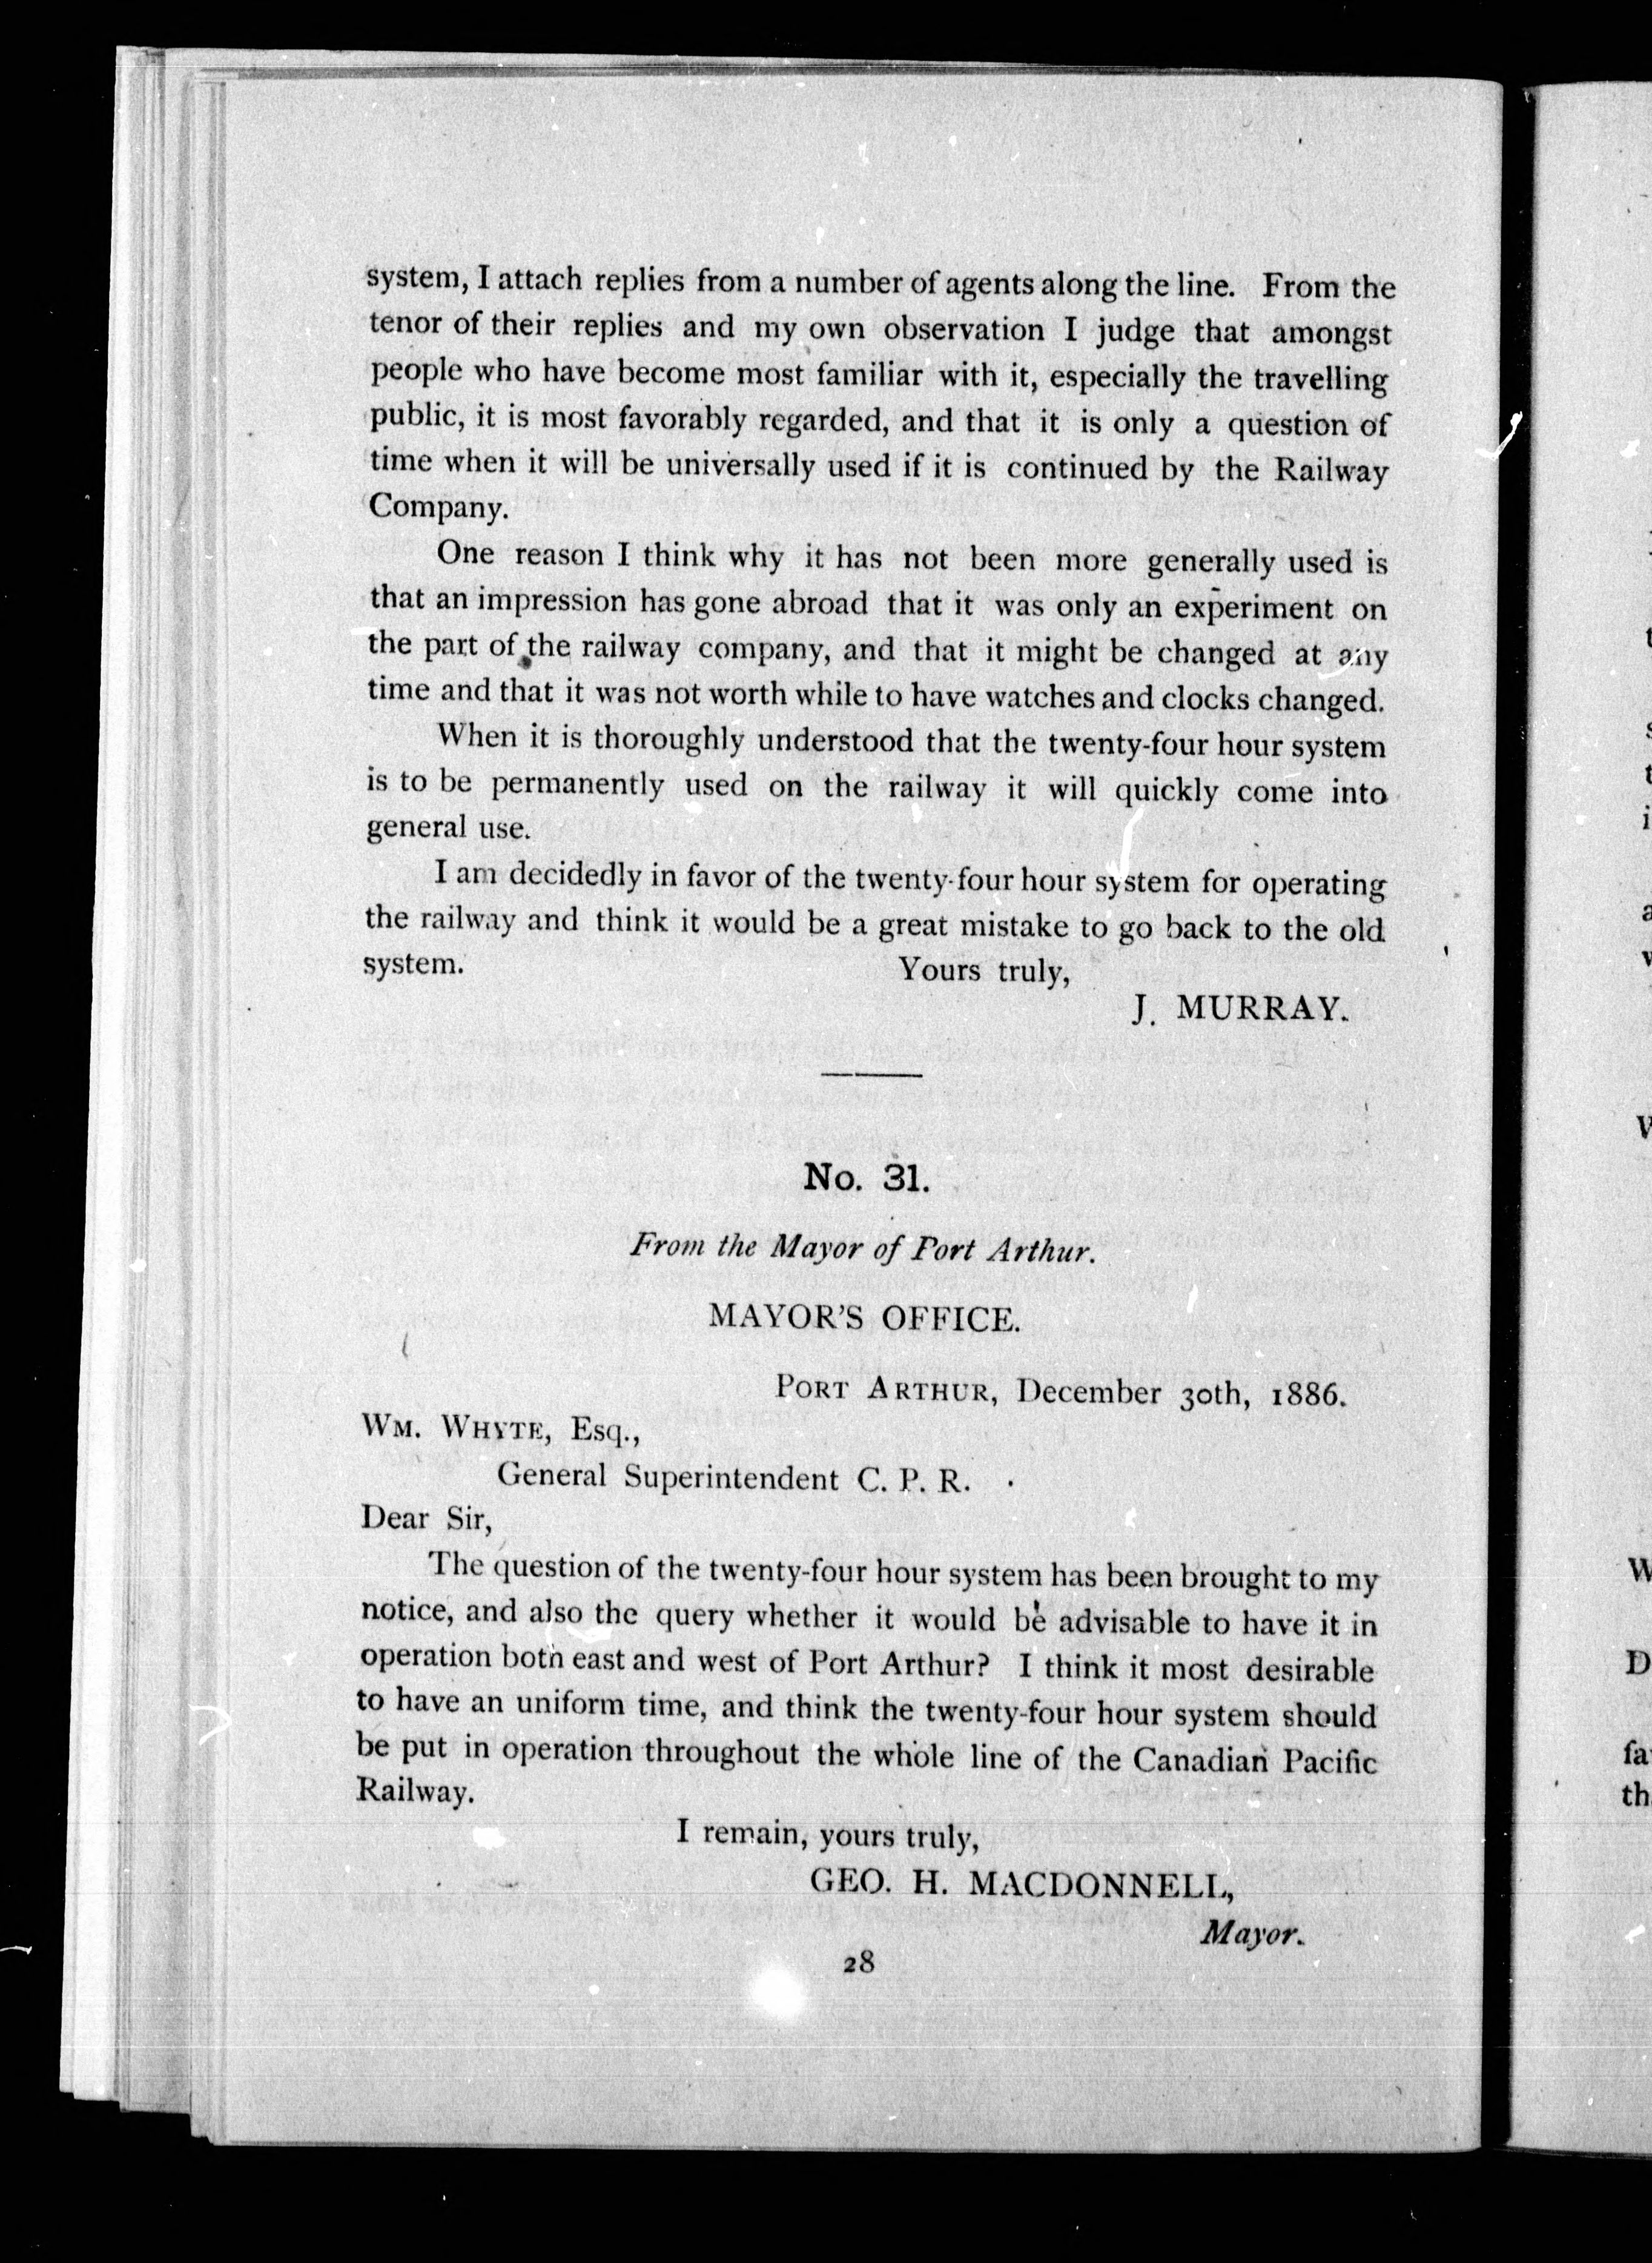 system, I attach replies from a number of agents along the line. From the
tenor of their replies and my own observation I judge that amongst
people who have become most familiar with it, especially the travelling
public, it is most favorably regarded, and that it is only a question of
time when it will be universally used if it is continued by the Railway
Company.
One reason I think why it has not been more generally used is
that an impression has gone abroad that it was only an experiment on
the part of the railway company, and that it might be changed at any
time and that it was not worth while to have watches and clocks changed.
When it is thoroughly understood that the twenty-four hour system
is to be permanently used on the railway it will quickly come into
general use.
I am decidedly in favor of the twenty-four hour system for operating
the railway and think it would be a great mistake to go back to the old
system. Yours truly,
J. MURRAY.
No. 31.
From the Mayor of Port Arthur.
MAYOR'S OFFICE.
PORT ARTHUR, December 30th, 1886.
WM. WHYTE, Esq.,
General Superintendent C. P. R.
Dear Sir,
The question of the twenty-four hour system has been brought to my
notice, and also the query whether it would be advisable to have it in
operation both east and west of Port Arthur? I think it most desirable
to have an uniform time, and think the twenty-four hour system should
be put in operation throughout the whole line of the Canadian Pacific
Railway.
I remain, yours truly,
GEO. H. MACDONNELL,
Mayor.
28